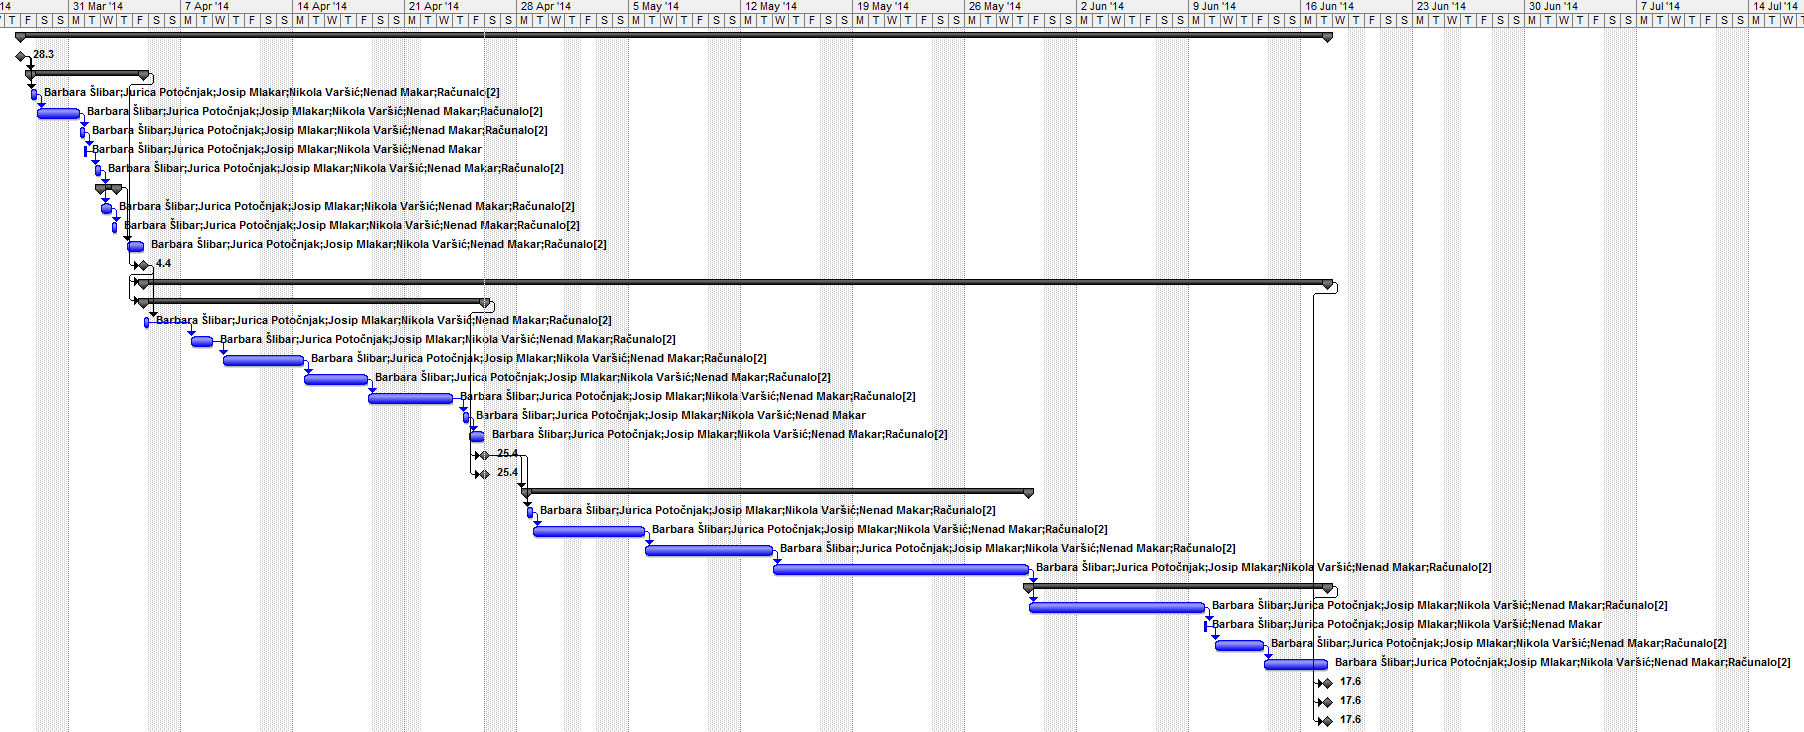 14 31 Mar '14 7 Apr '14 14 Apr '14 21 Apr '14 28 Apr '14 5 May '14 12 May '14 19 May '14 26 May '14 2 Jun '14 9 Jun '14 16 Jun '14 23 Jun '14 30 Jun '14 7 Jul '14 14 Jul '14
T F S S M T W T F S S M T W T F S S M T W T F S S M T W T F S S M T W T F S S M T W T F S S M T W T F S S M T W T F S S M T W T F S S M T W T F S S M T W T F S S M T W T F S S M T W T F S S M T W T F S S M T W T F S S M T W T
28.3
Barbara Šlibar;Jurica Potočnjak;Josip Mlakar;Nikola Varšić;Nenad Makar;Računalo[2]
Barbara Šlibar;Jurica Potočnjak;Josip Mlakar;Nikola Varšić;Nenad Makar;Računalo[2]
Barbara Šlibar;Jurica Potočnjak;Josip Mlakar;Nikola Varšić;Nenad Makar;Računalo[2]
Barbara Šlibar;Jurica Potočnjak;Josip Mlakar;Nikola Varšić;Nenad Makar
Barbara Šlibar;Jurica Potočnjak;Josip Mlakar;Nikola Varšić;Nenad Makar;Računalo[2]
Barbara Šlibar;Jurica Potočnjak;Josip Mlakar;Nikola Varšić;Nenad Makar;Računalo[2]
Barbara Šlibar;Jurica Potočnjak;Josip Mlakar;Nikola Varšić;Nenad Makar;Računalo[2]
Barbara Šlibar;Jurica Potočnjak;Josip Mlakar;Nikola Varšić;Nenad Makar;Računalo[2]
4.4
Barbara Šlibar;Jurica Potočnjak;Josip Mlakar;Nikola Varšić;Nenad Makar;Računalo[2]
Barbara Šlibar;Jurica Potočnjak;Josip Mlakar;Nikola Varšić;Nenad Makar;Računalo[2]
Barbara Šlibar;Jurica Potočnjak;Josip Mlakar;Nikola Varšić;Nenad Makar;Računalo[2]
Barbara Šlibar;Jurica Potočnjak;Josip Mlakar;Nikola Varšić;Nenad Makar;Računalo[2]
Barbara Šlibar;Jurica Potočnjak;Josip Mlakar;Nikola Varšić;Nenad Makar;Računalo[2]
Barbara Šlibar;Jurica Potočnjak;Josip Mlakar;Nikola Varšić;Nenad Makar
Barbara Šlibar;Jurica Potočnjak;Josip Mlakar;Nikola Varšić;Nenad Makar;Računalo[2]
25.4
25.4
Barbara Šlibar;Jurica Potočnjak;Josip Mlakar;Nikola Varšić;Nenad Makar;Računalo[2]
Barbara Šlibar;Jurica Potočnjak;Josip Mlakar;Nikola Varšić;Nenad Makar;Računalo[2]
Barbara Šlibar;Jurica Potočnjak;Josip Mlakar;Nikola Varšić;Nenad Makar;Računalo[2]
Barbara Šlibar;Jurica Potočnjak;Josip Mlakar;Nikola Varšić;Nenad Makar;Računalo[2]
Barbara Šlibar;Jurica Potočnjak;Josip Mlakar;Nikola Varšić;Nenad Makar;Računalo[2]
Barbara Šlibar;Jurica Potočnjak;Josip Mlakar;Nikola Varšić;Nenad Makar
Barbara Šlibar;Jurica Potočnjak;Josip Mlakar;Nikola Varšić;Nenad Makar;Računalo[2]
Barbara Šlibar;Jurica Potočnjak;Josip Mlakar;Nikola Varšić;Nenad Makar;Računalo[2]
17.6
17.6
17.6